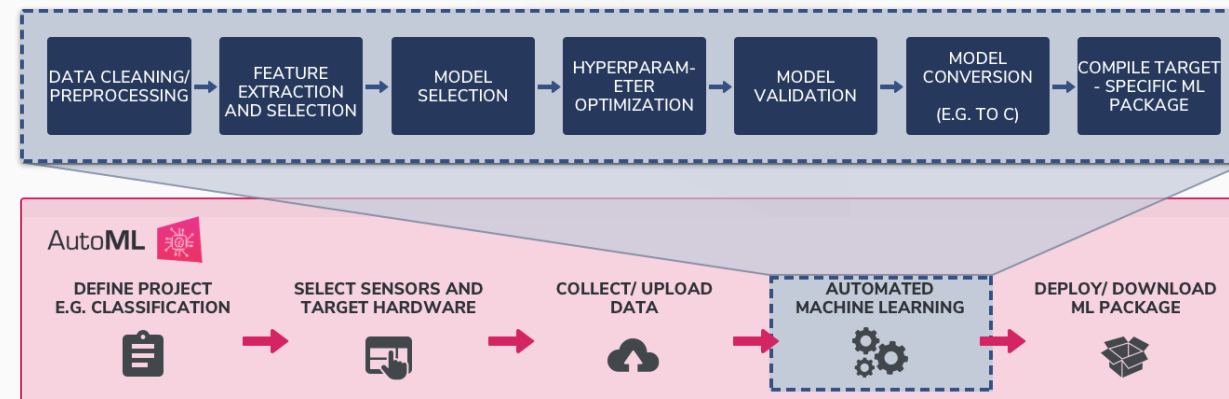 DATA CLEANING/
PREPROCESSING
FEATURE
EXTRACTION
AND SELECTION
MODEL
SELECTION
HYPERPARAM-
ETER
OPTIMIZATION
MODEL
VALIDATION
MODEL
CONVERSION
(E.G. TO C)
COMPILE TARGET
- SPECIFIC ML
PACKAGE
AutoML
DEFINE PROJECT
E.G. CLASSIFICATION
SELECT SENSORS AND
TARGET HARDWARE
COLLECT/ UPLOAD
DATA
AUTOMATED
MACHINE LEARNING
DEPLOY/ DOWNLOAD
ML PACKAGE